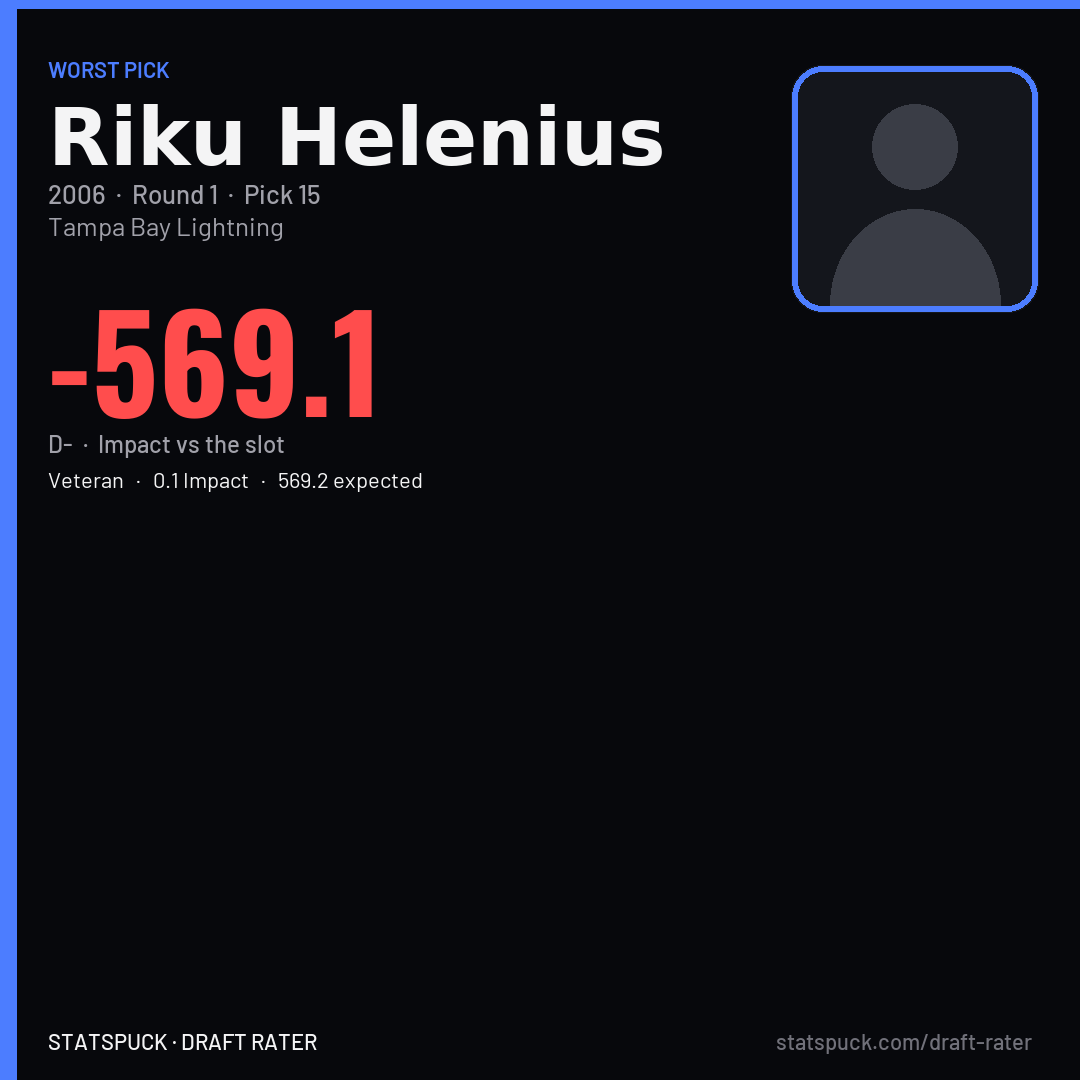 WORST PICK
Riku Helenius
2006 · Round 1 · Pick 15
Tampa Bay Lightning
-569.1
D- · Impact vs the slot
Veteran · 0.1 Impact · 569.2 expected
STATSPUCK · DRAFT RATER
statspuck.com/draft-rater